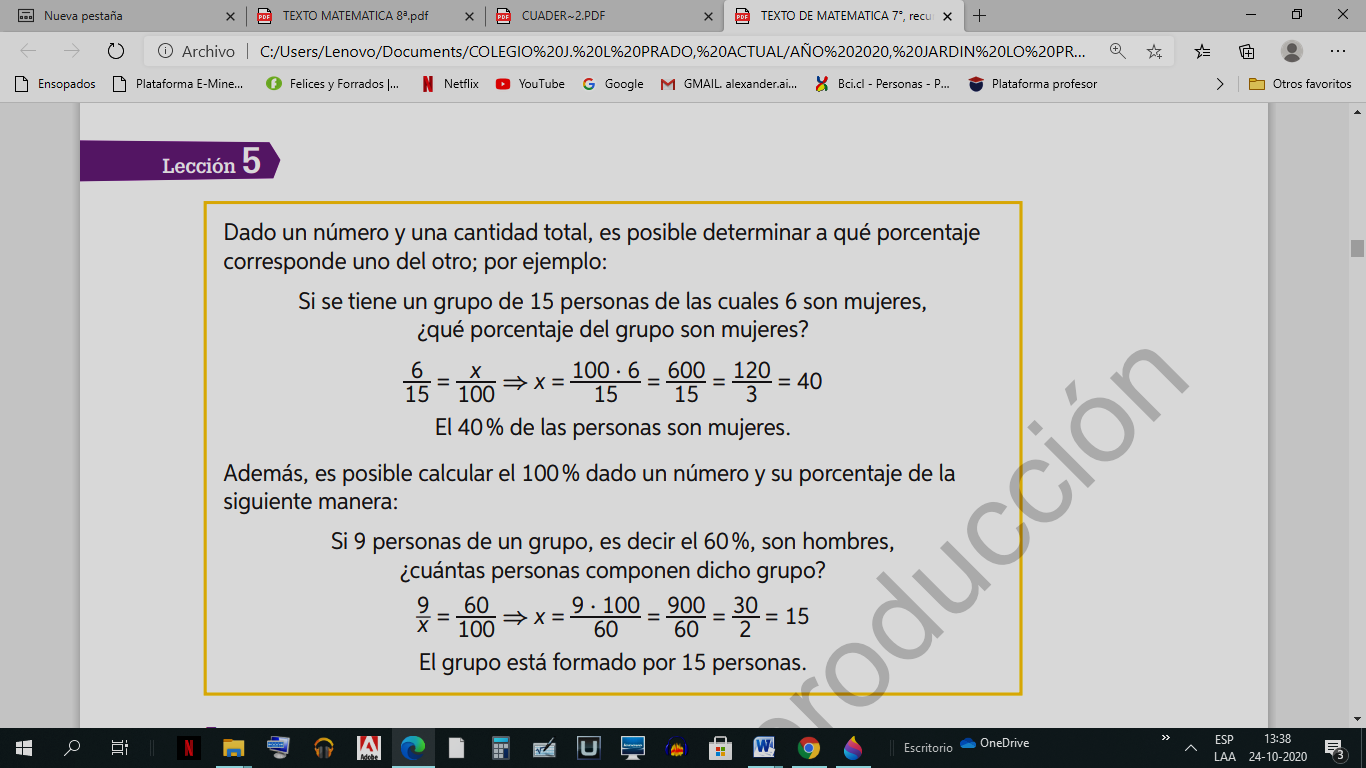 Nueva pestaña
TEXTO MATEMATICA 8ª.pdf
CUADER~2.PDF
TEXTO DE MATEMATICA 7°, recu
Archivo
C:/Users/Lenovo/Documents/COLEGIO%20J.%20L%20PRADO,%20ACTUAL/AÑO%202020,%20JARDIN%20LO%20PR...
Ensopados
Plataforma E-Mine...
Felices y Forrados |...
Netflix
YouTube
Google
GMAIL. alexander.ai...
Bci.cl - Personas - P...
Plataforma profesor
Otros favoritos
Lección 5
Dado un número y una cantidad total, es posible determinar a qué porcentaje
corresponde uno del otro; por ejemplo:
Si se tiene un grupo de 15 personas de las cuales 6 son mujeres,
¿qué porcentaje del grupo son mujeres?
6/15 = x/100 ⇒ x = 100 · 6/15 = 600/15 = 120/3 = 40
El 40 % de las personas son mujeres.
Además, es posible calcular el 100 % dado un número y su porcentaje de la
siguiente manera:
Si 9 personas de un grupo, es decir el 60 %, son hombres,
¿cuántas personas componen dicho grupo?
9/x = 60/100 ⇒ x = 9 · 100/60 = 900/60 = 30/2 = 15
El grupo está formado por 15 personas.
roducción
Escritorio
OneDrive
ESP
LAA
13:38
24-10-2020
3